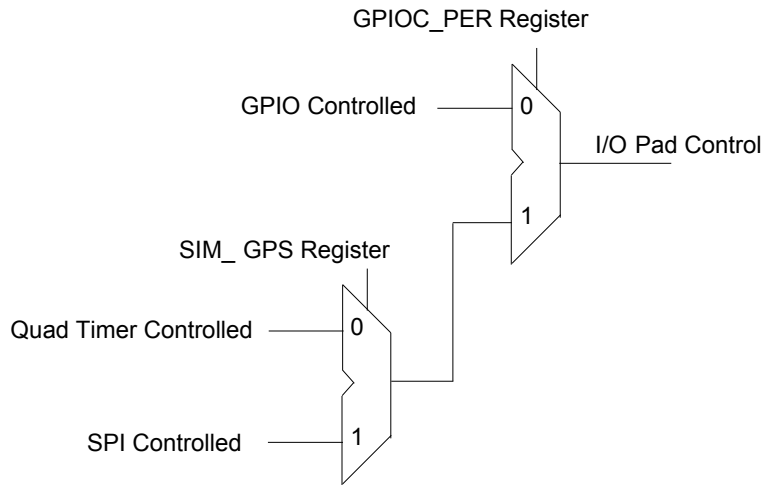 GPIOC_PER Register
GPIO Controlled
0
I/O Pad Control
1
SIM_ GPS Register
Quad Timer Controlled
0
SPI Controlled
1